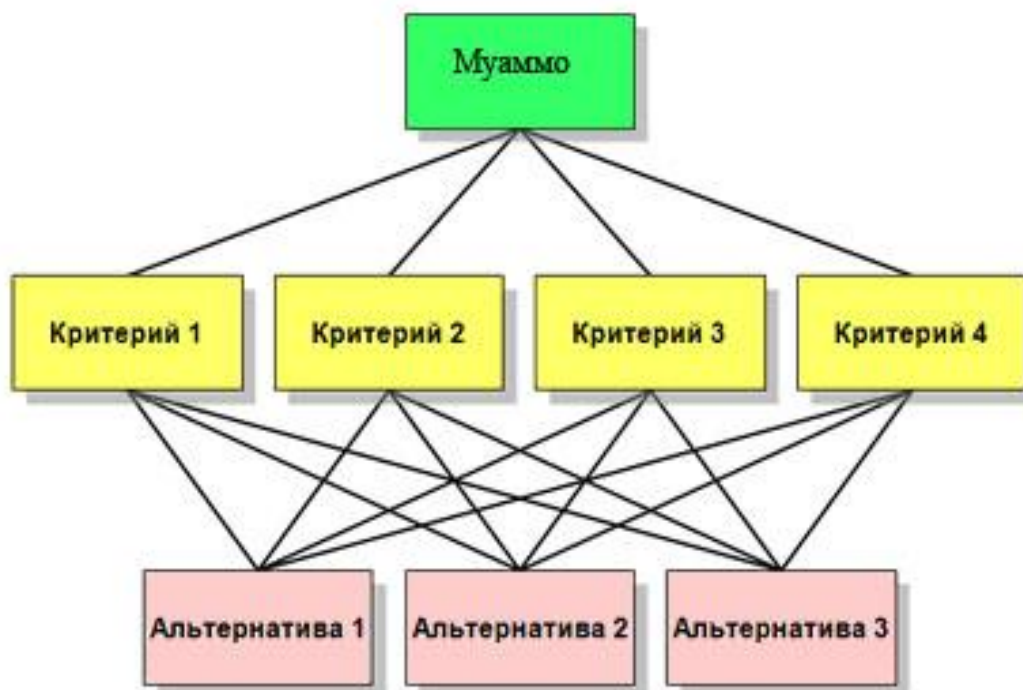 Муаммо
Критерий 1
Критерий 2
Критерий 3
Критерий 4
Альтернатива 1
Альтернатива 2
Альтернатива 3